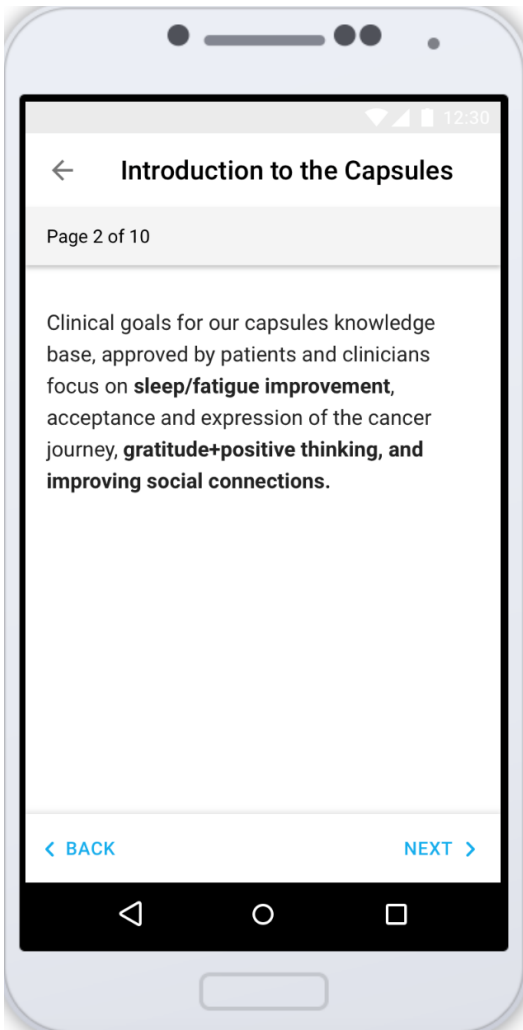 12:30
Introduction to the Capsules
Page 2 of 10
Clinical goals for our capsules knowledge
base, approved by patients and clinicians
focus on sleep/fatigue improvement,
acceptance and expression of the cancer
journey, gratitude+positive thinking, and
improving social connections.
BACK
NEXT